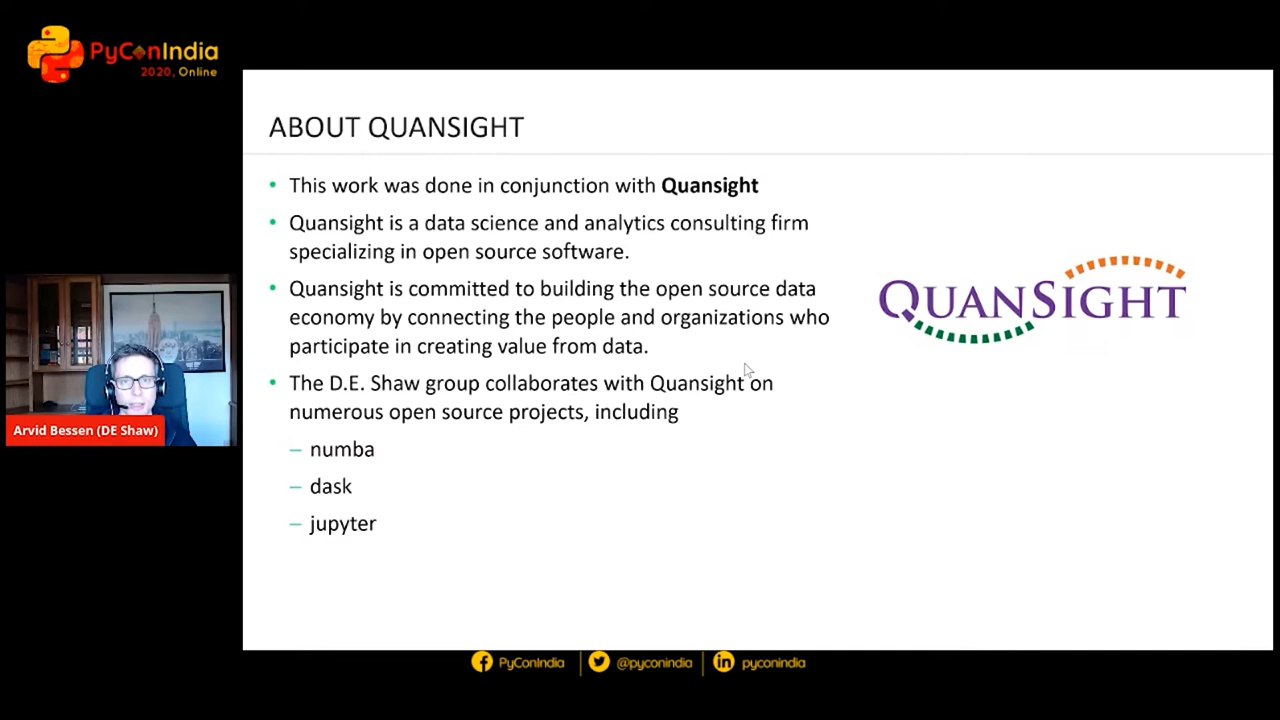 PyConIndia
2020, Online
ABOUT QUANSIGHT
• This work was done in conjunction with Quansight
• Quansight is a data science and analytics consulting firm
specializing in open source software.
• Quansight is committed to building the open source data
economy by connecting the people and organizations who
participate in creating value from data.
• The D.E. Shaw group collaborates with Quansight on
numerous open source projects, including
– numba
– dask
– jupyter
QUANSIGHT
Arvid Bessen (DE Shaw)
PyConIndia
@pyconindia
pyconindia